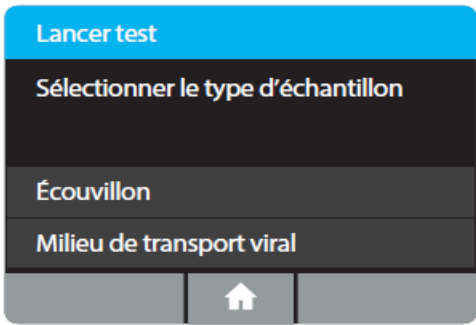 Lancer test
Sélectionner le type d’échantillon
Écouvillon
Milieu de transport viral